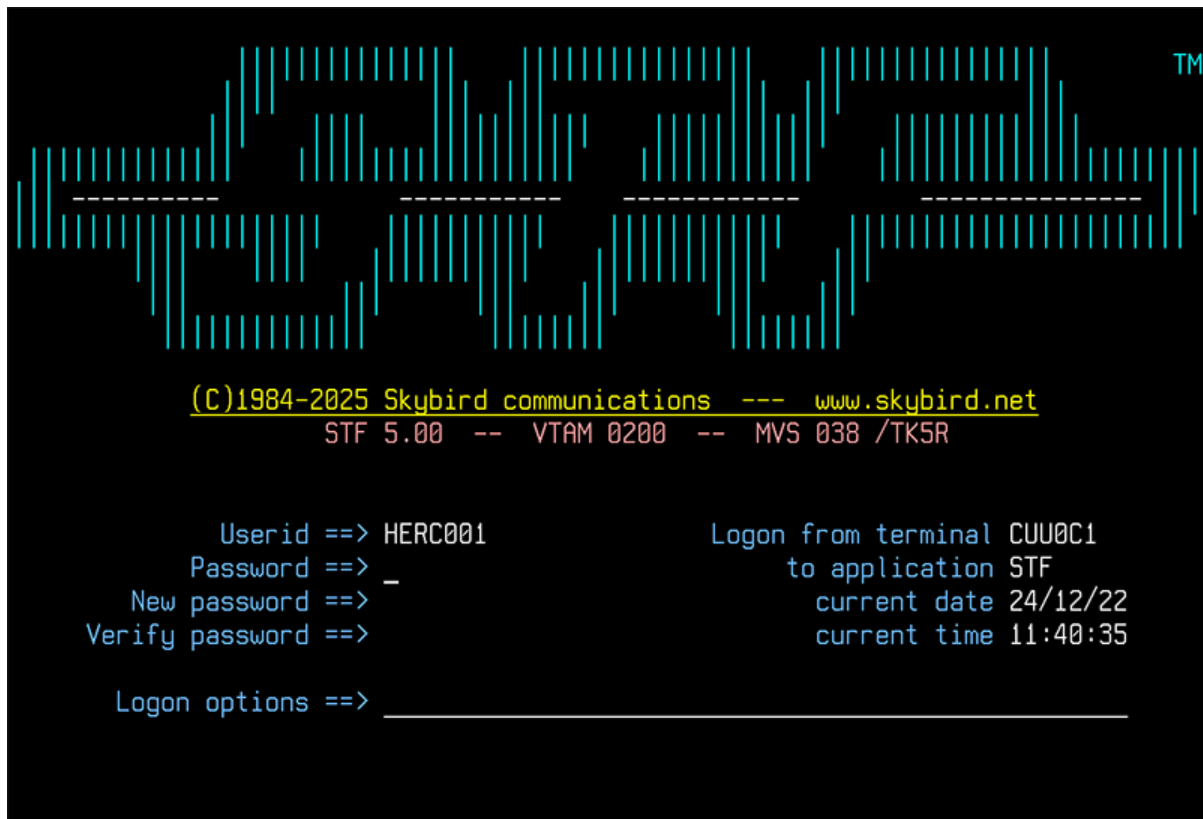 TM
(C)1984-2025 Skybird communications --- www.skybird.net
STF 5.00 -- VTAM 0200 -- MVS 038 /TK5R
Userid ==> HERC001 Logon from terminal CUU0C1
Password ==> _ to application STF
New password ==> current date 24/12/22
Verify password ==> current time 11:40:35
Logon options ==>